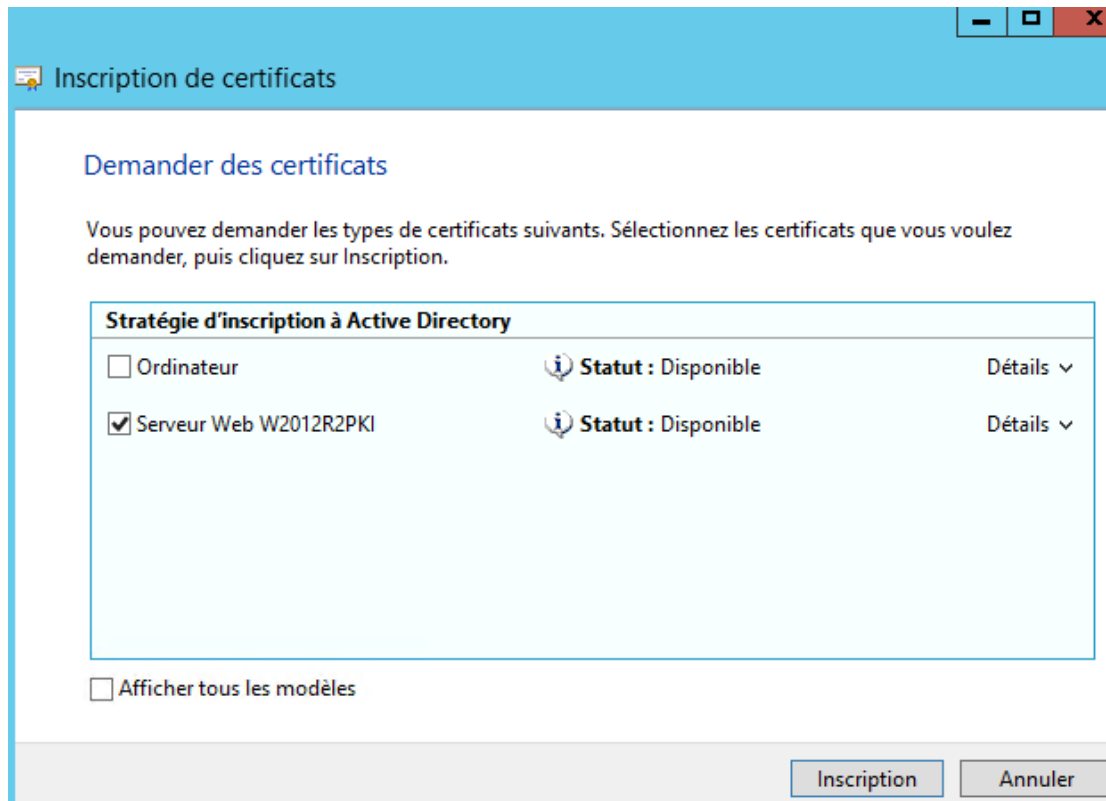 Inscription de certificats
Demander des certificats
Vous pouvez demander les types de certificats suivants. Sélectionnez les certificats que vous voulez
demander, puis cliquez sur Inscription.
Stratégie d'inscription à Active Directory
Ordinateur Statut : Disponible Détails
Serveur Web W2012R2PKI Statut : Disponible Détails
Afficher tous les modèles
Inscription Annuler